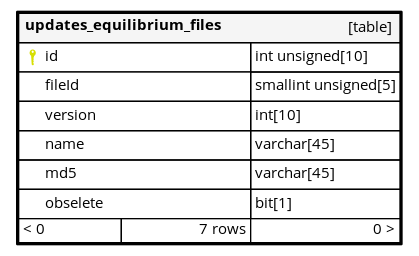 updates_equilibrium_files [table]
id int unsigned[10]
fileId smallint unsigned[5]
version int[10]
name varchar[45]
md5 varchar[45]
obselete bit[1]
< 0 7 rows 0 >